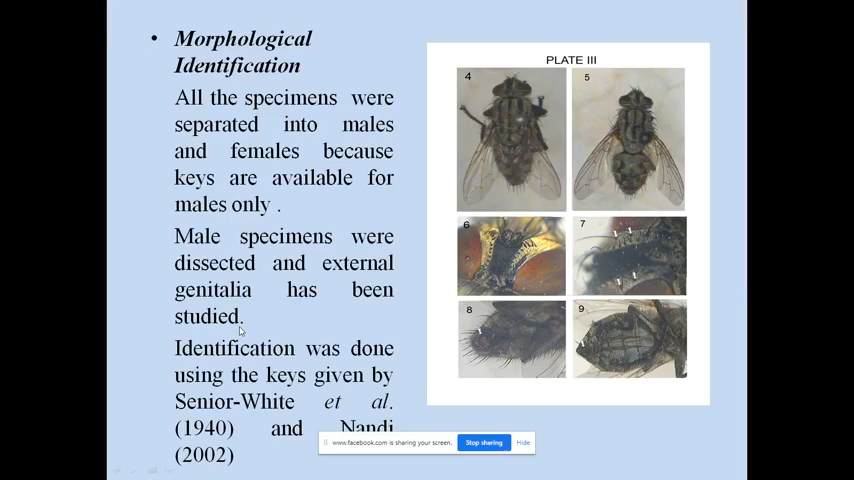 • Morphological
Identification
All the specimens were
separated into males
and females because
keys are available for
males only .
Male specimens were
dissected and external
genitalia has been
studied.
Identification was done
using the keys given by
Senior-White et al.
(1940) and Nandi
(2002)
PLATE III
4
5
6
7
8
9
www.facebook.com is sharing your screen.
Stop sharing
Hide